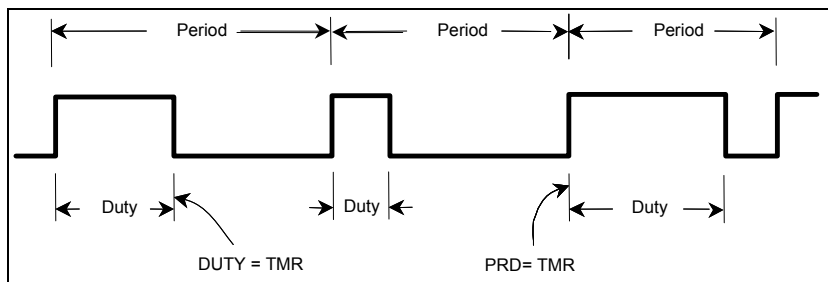 Period Period Period
Duty Duty Duty
DUTY = TMR PRD= TMR